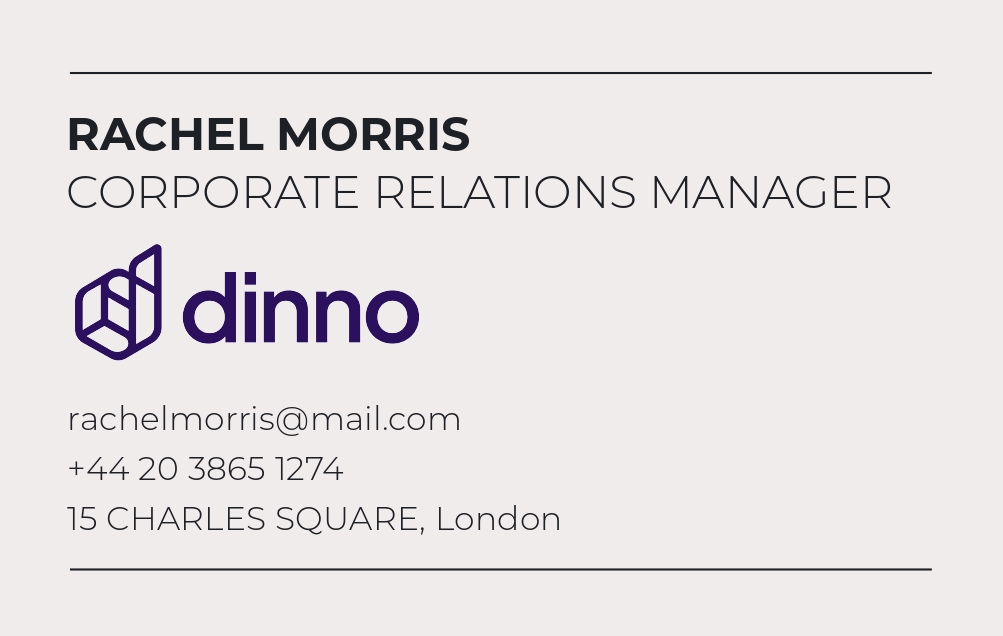 RACHEL MORRIS
CORPORATE RELATIONS MANAGER
dinno
rachelmorris@mail.com
+44 20 3865 1274
15 CHARLES SQUARE, London